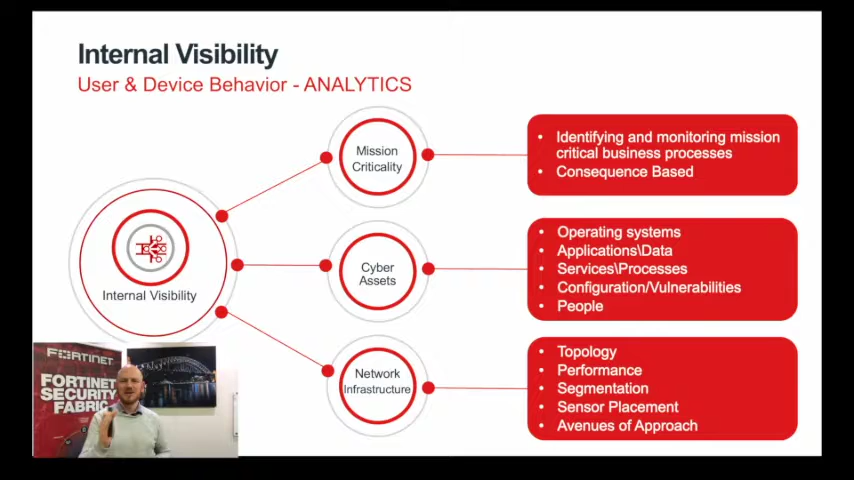 Internal Visibility
User & Device Behavior - ANALYTICS
Mission
Criticality
• Identifying and monitoring mission
critical business processes
• Consequence Based
Internal Visibility
Cyber
Assets
• Operating systems
• Applications\Data
• Services\Processes
• Configuration/Vulnerabilities
• People
Network
Infrastructure
• Topology
• Performance
• Segmentation
• Sensor Placement
• Avenues of Approach
FORTINET
FORTINET
SECURITY
FABRIC